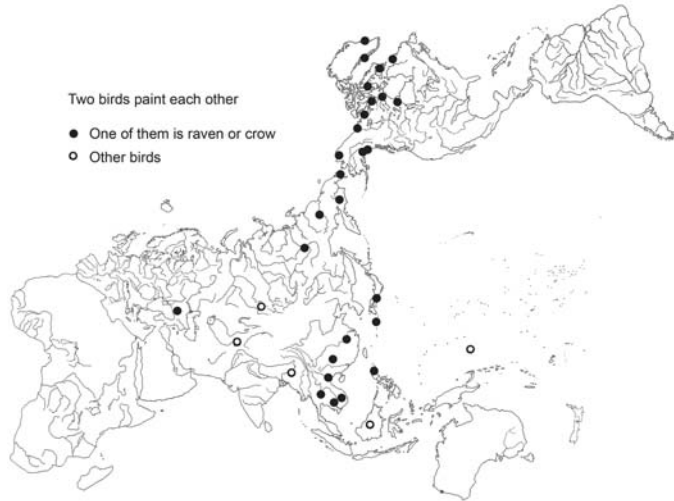 Two birds paint each other
One of them is raven or crow
Other birds